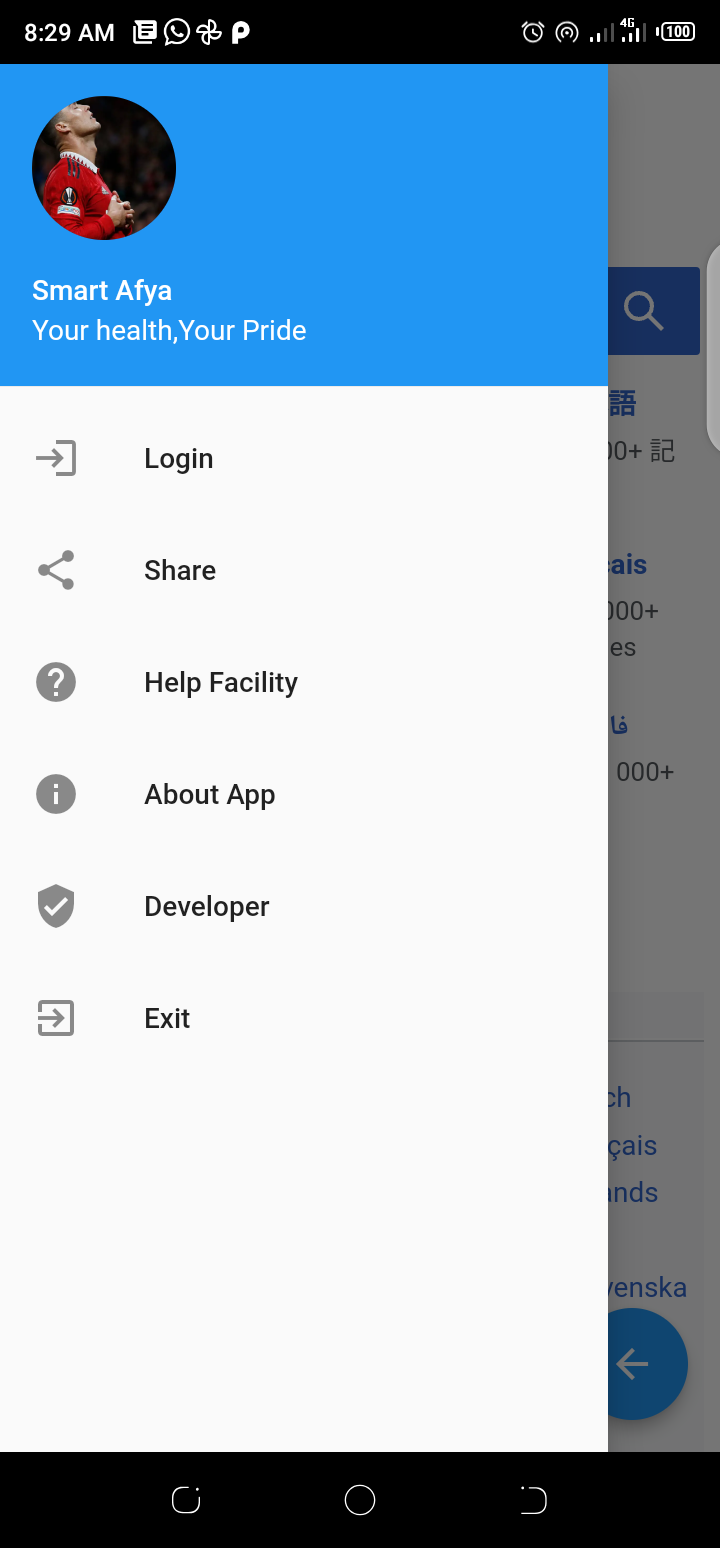 8:29 AM 4G 100
Smart Afya
Your health,Your Pride
語
00+ 記
Login
cais
Share
000+
es
Help Facility
فا
000+
About App
Developer
Exit
ch
çais
ands
venska